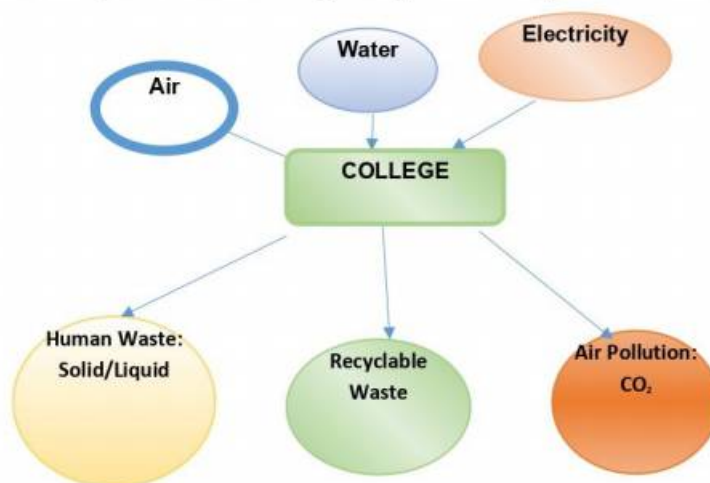 Air
Water
Electricity
COLLEGE
Human Waste:
Solid/Liquid
Recyclable
Waste
Air Pollution:
CO₂